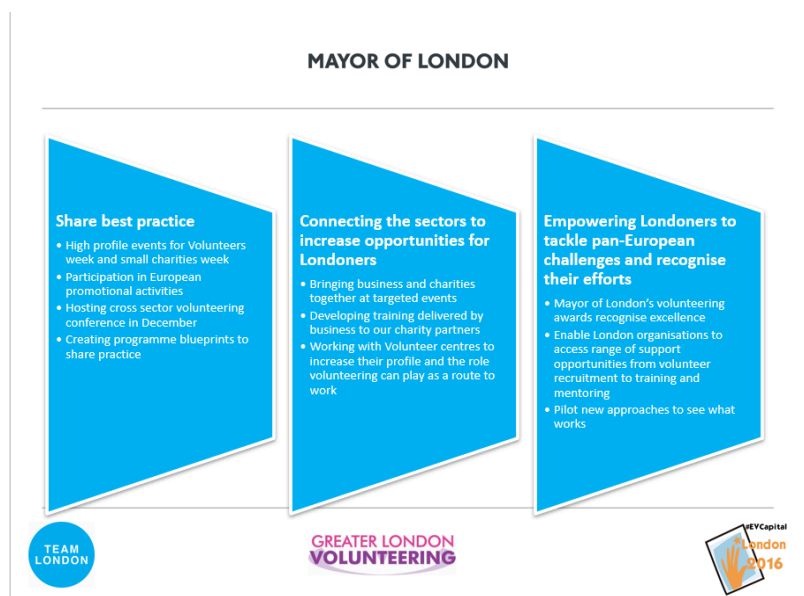 MAYOR OF LONDON
Share best practice
• High profile events for Volunteers
week and small charities week
• Participation in European
promotional activities
• Hosting cross sector volunteering
conference in December
• Creating programme blueprints to
share practice
Connecting the sectors to
increase opportunities for
Londoners
• Bringing business and charities
together at targeted events
• Developing training delivered by
business to our charity partners
• Working with Volunteer centres to
increase their profile and the role
volunteering can play as a route to
work
Empowering Londoners to
tackle pan-European
challenges and recognise
their efforts
• Mayor of London's volunteering
awards recognise excellence
• Enable London organisations to
access range of support
opportunities from volunteer
recruitment to training and
mentoring
• Pilot new approaches to see what
works
TEAM
LONDON
GREATER LONDON
VOLUNTEERING
#EVCapital
London
2016